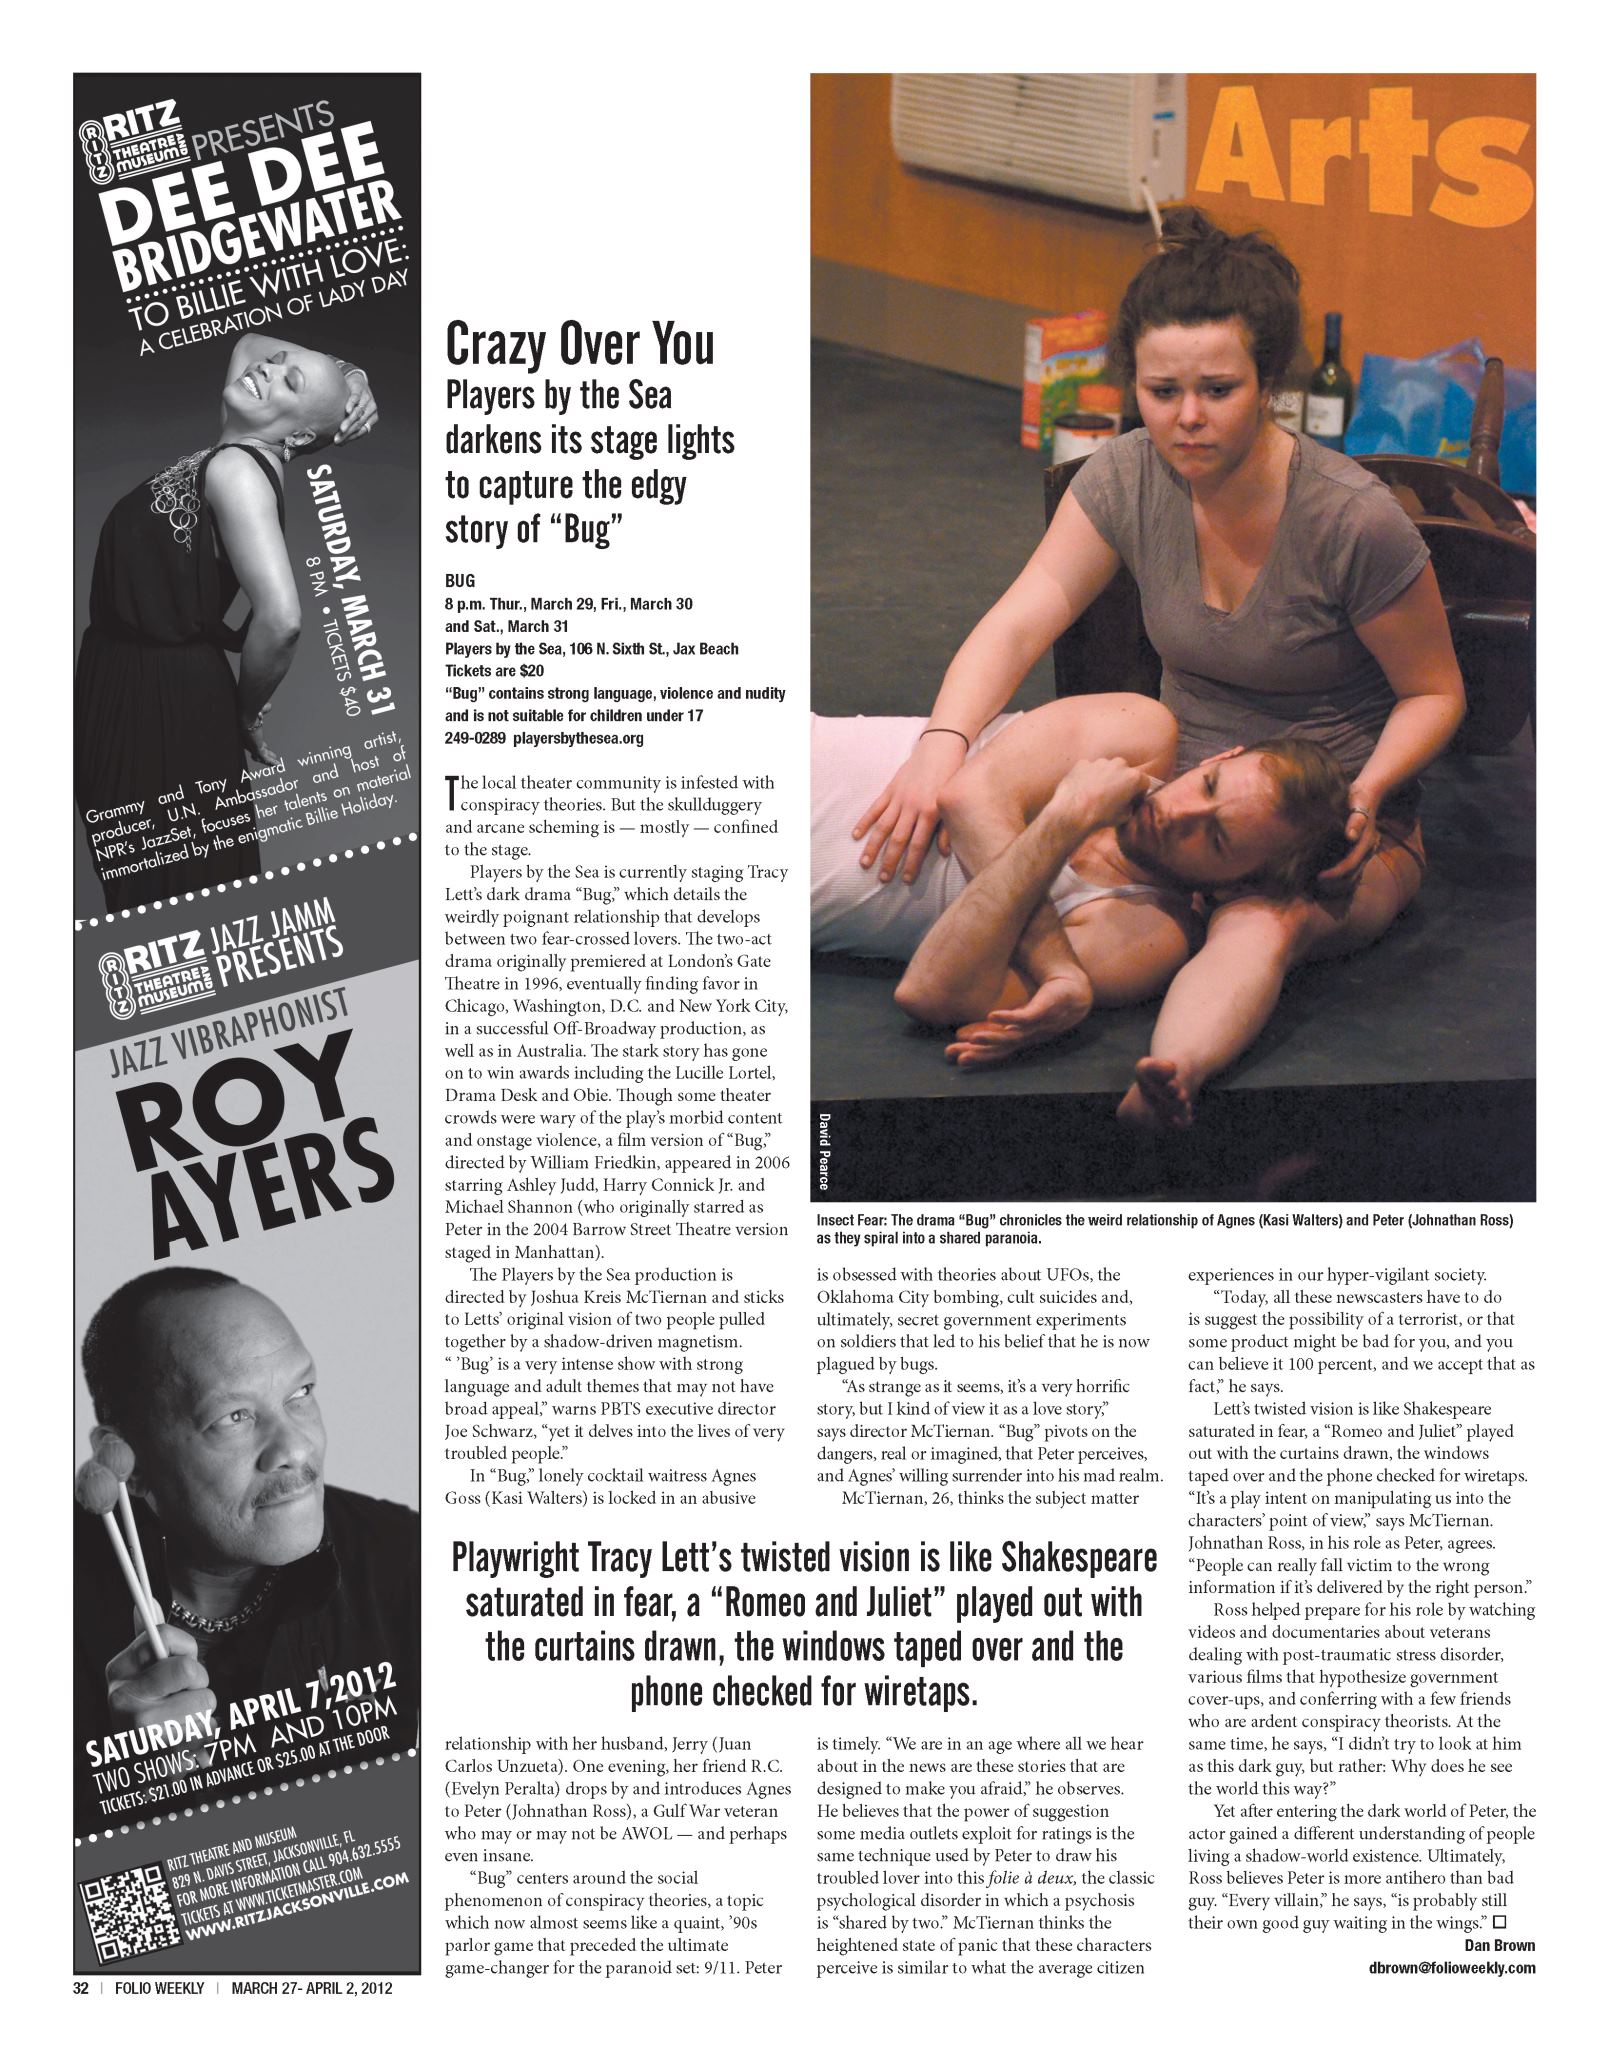 RITZ
THEATRE AND
MUSEUM
RITZ
PRESENTS
DEE DEE
BRIDGEWATER
TO BILLIE WITH LOVE:
A CELEBRATION OF LADY DAY
SATURDAY, MARCH 31
8 PM • TICKETS $40
Grammy and Tony Award winning artist,
producer, U.N. Ambassador and host of
NPR's JazzSet, focuses her talents on material
immortalized by the enigmatic Billie Holiday.
RITZ
THEATRE AND
MUSEUM
RITZ
JAZZ JAMM
PRESENTS
JAZZ VIBRAPHONIST
ROY
AYERS
SATURDAY, APRIL 7, 2012
TWO SHOWS: 7PM AND 10PM
TICKETS: $21.00 IN ADVANCE OR $25.00 AT THE DOOR
RITZ THEATRE AND MUSEUM
829 N. DAVIS STREET, JACKSONVILLE, FL
FOR MORE INFORMATION CALL 904.632.5555
TICKETS AT WWW.TICKETMASTER.COM
WWW.RITZJACKSONVILLE.COM
Arts
Crazy Over You
Players by the Sea
darkens its stage lights
to capture the edgy
story of “Bug”
BUG
8 p.m. Thur., March 29, Fri., March 30
and Sat., March 31
Players by the Sea, 106 N. Sixth St., Jax Beach
Tickets are $20
“Bug” contains strong language, violence and nudity
and is not suitable for children under 17
249-0289 playersbythesea.org
The local theater community is infested with
conspiracy theories. But the skullduggery
and arcane scheming is — mostly — confined
to the stage.
Players by the Sea is currently staging Tracy
Lett’s dark drama “Bug,” which details the
weirdly poignant relationship that develops
between two fear-crossed lovers. The two-act
drama originally premiered at London’s Gate
Theatre in 1996, eventually finding favor in
Chicago, Washington, D.C. and New York City,
in a successful Off-Broadway production, as
well as in Australia. The stark story has gone
on to win awards including the Lucille Lortel,
Drama Desk and Obie. Though some theater
crowds were wary of the play’s morbid content
and onstage violence, a film version of “Bug,”
directed by William Friedkin, appeared in 2006
starring Ashley Judd, Harry Connick Jr. and
Michael Shannon (who originally starred as
Peter in the 2004 Barrow Street Theatre version
staged in Manhattan).
The Players by the Sea production is
directed by Joshua Kreis McTiernan and sticks
to Letts’ original vision of two people pulled
together by a shadow-driven magnetism.
“ ’Bug’ is a very intense show with strong
language and adult themes that may not have
broad appeal,” warns PBTS executive director
Joe Schwarz, “yet it delves into the lives of very
troubled people.”
In “Bug,” lonely cocktail waitress Agnes
Goss (Kasi Walters) is locked in an abusive
Playwright Tracy Lett’s twisted vision is like Shakespeare
saturated in fear, a “Romeo and Juliet” played out with
the curtains drawn, the windows taped over and the
phone checked for wiretaps.
relationship with her husband, Jerry (Juan
Carlos Unzueta). One evening, her friend R.C.
(Evelyn Peralta) drops by and introduces Agnes
to Peter (Johnathan Ross), a Gulf War veteran
who may or may not be AWOL — and perhaps
even insane.
“Bug” centers around the social
phenomenon of conspiracy theories, a topic
which now almost seems like a quaint, ’90s
parlor game that preceded the ultimate
game-changer for the paranoid set: 9/11. Peter
David Pearce
Insect Fear: The drama “Bug” chronicles the weird relationship of Agnes (Kasi Walters) and Peter (Johnathan Ross)
as they spiral into a shared paranoia.
is obsessed with theories about UFOs, the
Oklahoma City bombing, cult suicides and,
ultimately, secret government experiments
on soldiers that led to his belief that he is now
plagued by bugs.
“As strange as it seems, it’s a very horrific
story, but I kind of view it as a love story,”
says director McTiernan. “Bug” pivots on the
dangers, real or imagined, that Peter perceives,
and Agnes’ willing surrender into his mad realm.
McTiernan, 26, thinks the subject matter
is timely. “We are in an age where all we hear
about in the news are these stories that are
designed to make you afraid,” he observes.
He believes that the power of suggestion
some media outlets exploit for ratings is the
same technique used by Peter to draw his
troubled lover into this folie à deux, the classic
psychological disorder in which a psychosis
is “shared by two.” McTiernan thinks the
heightened state of panic that these characters
perceive is similar to what the average citizen
experiences in our hyper-vigilant society.
“Today, all these newscasters have to do
is suggest the possibility of a terrorist, or that
some product might be bad for you, and you
can believe it 100 percent, and we accept that as
fact,” he says.
Lett’s twisted vision is like Shakespeare
saturated in fear, a “Romeo and Juliet” played
out with the curtains drawn, the windows
taped over and the phone checked for wiretaps.
“It’s a play intent on manipulating us into the
characters’ point of view,” says McTiernan.
Johnathan Ross, in his role as Peter, agrees.
“People can really fall victim to the wrong
information if it’s delivered by the right person.”
Ross helped prepare for his role by watching
videos and documentaries about veterans
dealing with post-traumatic stress disorder,
various films that hypothesize government
cover-ups, and conferring with a few friends
who are ardent conspiracy theorists. At the
same time, he says, “I didn’t try to look at him
as this dark guy, but rather: Why does he see
the world this way?”
Yet after entering the dark world of Peter, the
actor gained a different understanding of people
living a shadow-world existence. Ultimately,
Ross believes Peter is more antihero than bad
guy. “Every villain,” he says, “is probably still
their own good guy waiting in the wings.” □
Dan Brown
dbrown@folioweekly.com
32 | FOLIO WEEKLY | MARCH 27- APRIL 2, 2012